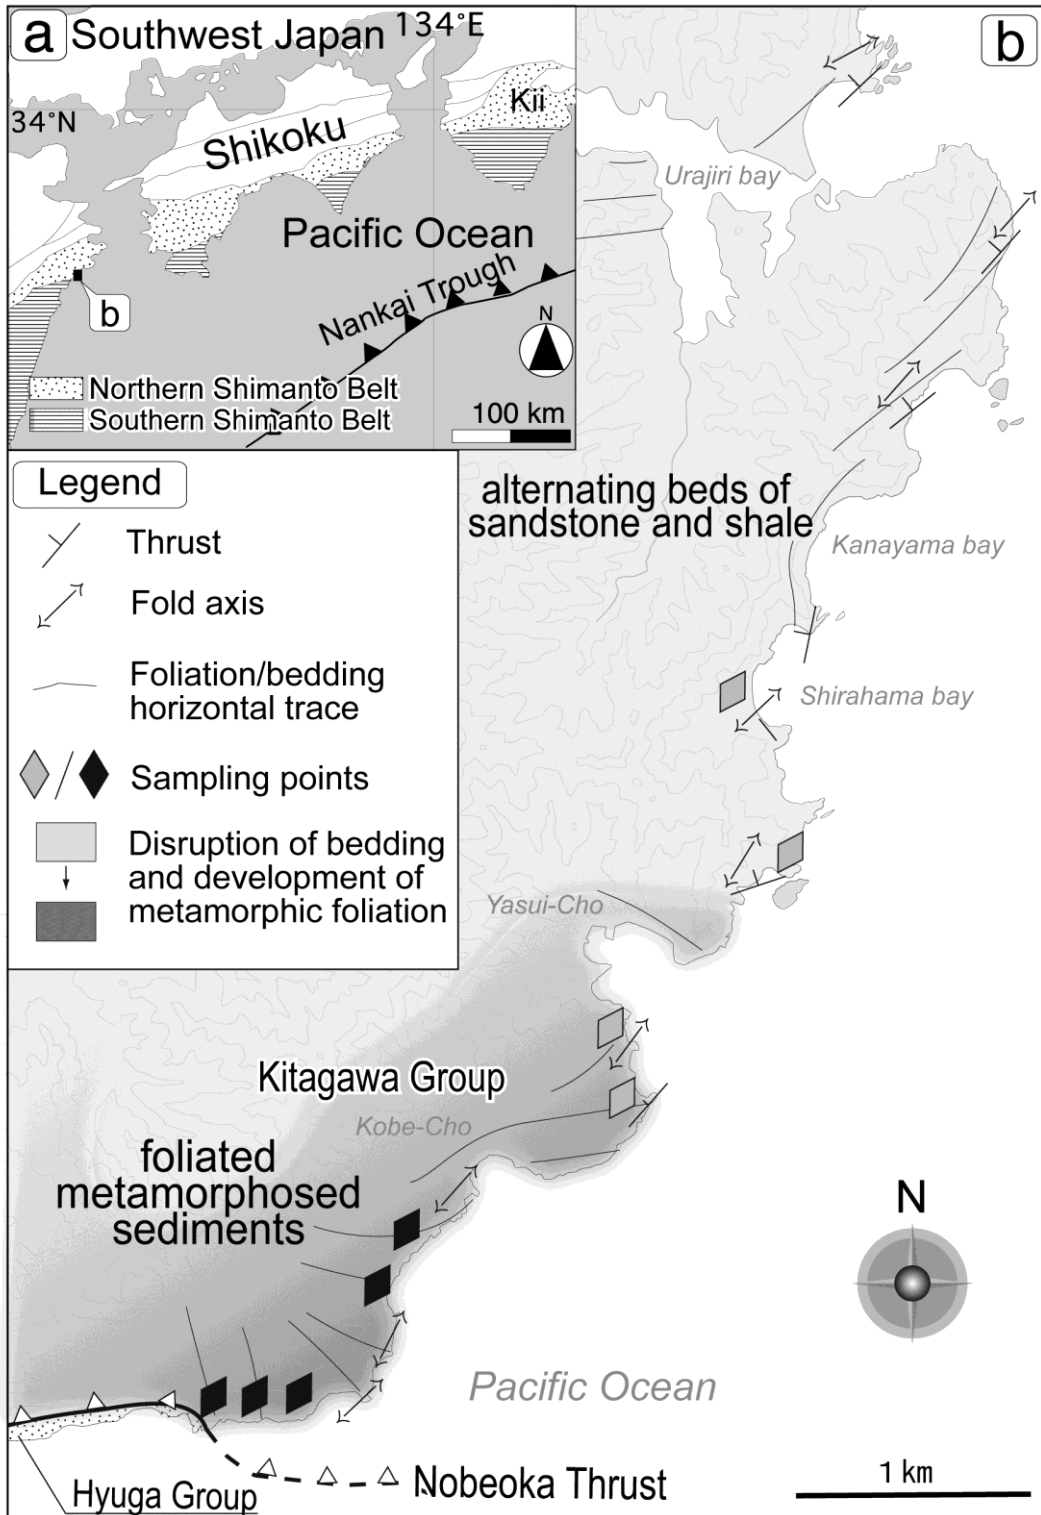 a Southwest Japan
134°E
34°N
Shikoku
Kii
Pacific Ocean
Nankai Trough
b
N
Northern Shimanto Belt
Southern Shimanto Belt
100 km
Legend
Thrust
Fold axis
Foliation/bedding
horizontal trace
Sampling points
Disruption of bedding
and development of
metamorphic foliation
b
Urajiri bay
alternating beds of
sandstone and shale
Kanayama bay
Shirahama bay
Yasui-Cho
Kitagawa Group
Kobe-Cho
foliated
metamorphosed
sediments
N
Pacific Ocean
Nobeoka Thrust
Hyuga Group
1 km